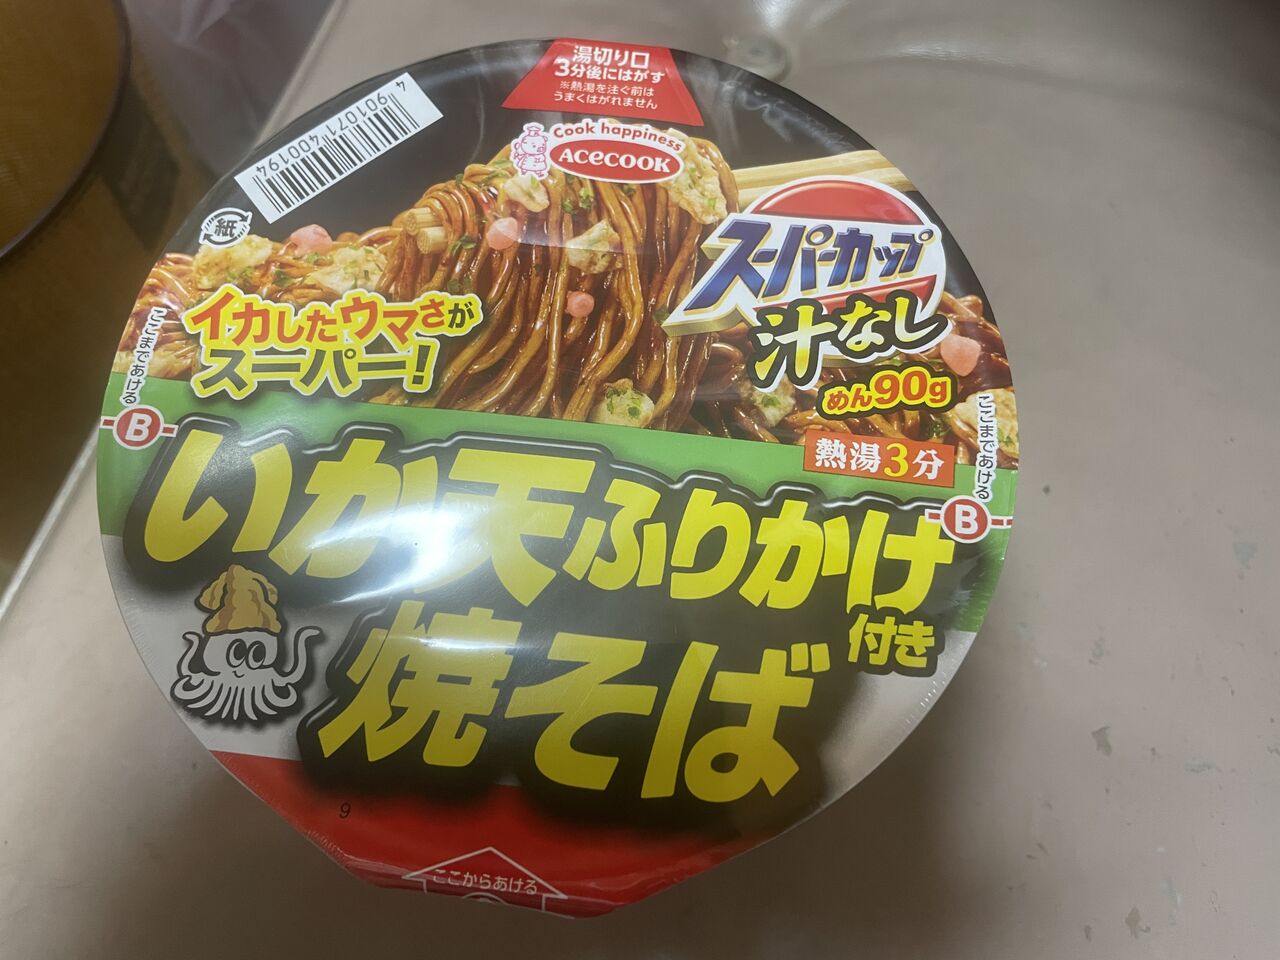 湯切り口
3分後にはがす
※熱湯を注ぐ前は
うまくはがれません
4 901071 400194
Cook happiness
ACECOOK
紙
スーパーカップ
汁なし
めん90g
イカしたウマさが
スーパー!
ここまであける
B
ここまであける
B
熱湯3分
いか天ふりかけ
付き
焼そば
9
ここからあける